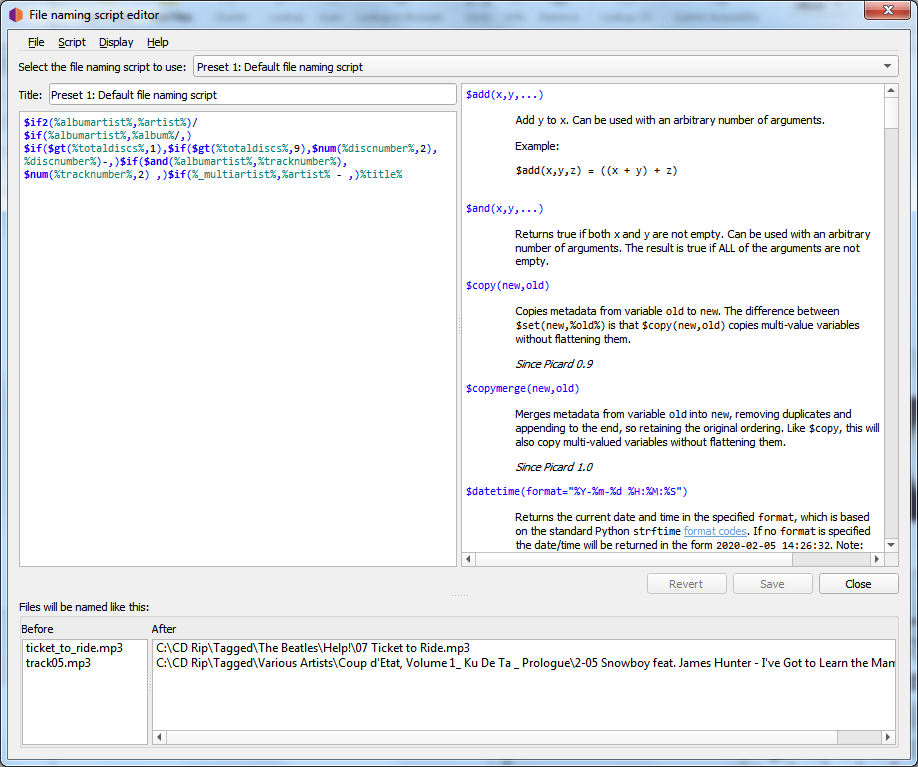 File naming script editor
File Script Display Help
Select the file naming script to use: Preset 1: Default file naming script
Title: Preset 1: Default file naming script
$if2(%albumartist%,%artist%)/
$if(%albumartist%,%album%/,)
$if($gt(%totaldiscs%,1),$if($gt(%totaldiscs%,9),$num(%discnumber%,2),
%discnumber%)-,)$if($and(%albumartist%,%tracknumber%),
$num(%tracknumber%,2) ,)$if(%_multiartist%,%artist% - ,)%title%
$add(x,y,...)
Add y to x. Can be used with an arbitrary number of arguments.
Example:
$add(x,y,z) = ((x + y) + z)
$and(x,y,...)
Returns true if both x and y are not empty. Can be used with an arbitrary
number of arguments. The result is true if ALL of the arguments are not
empty.
$copy(new,old)
Copies metadata from variable old to new. The difference between
$set(new,%old%) is that $copy(new,old) copies multi-value variables
without flattening them.
Since Picard 0.9
$copymerge(new,old)
Merges metadata from variable old into new, removing duplicates and
appending to the end, so retaining the original ordering. Like $copy, this will
also copy multi-valued variables without flattening them.
Since Picard 1.0
$datetime(format="%Y-%m-%d %H:%M:%S")
Returns the current date and time in the specified format, which is based
on the standard Python strftime format codes. If no format is specified
the date/time will be returned in the form 2020-02-05 14:26:32. Note:
Revert Save Close
Files will be named like this:
Before After
ticket_to_ride.mp3 C:\CD Rip\Tagged\The Beatles\Help!\07 Ticket to Ride.mp3
track05.mp3 C:\CD Rip\Tagged\Various Artists\Coup d'Etat, Volume 1_ Ku De Ta _ Prologue\2-05 Snowboy feat. James Hunter - I've Got to Learn the Mam